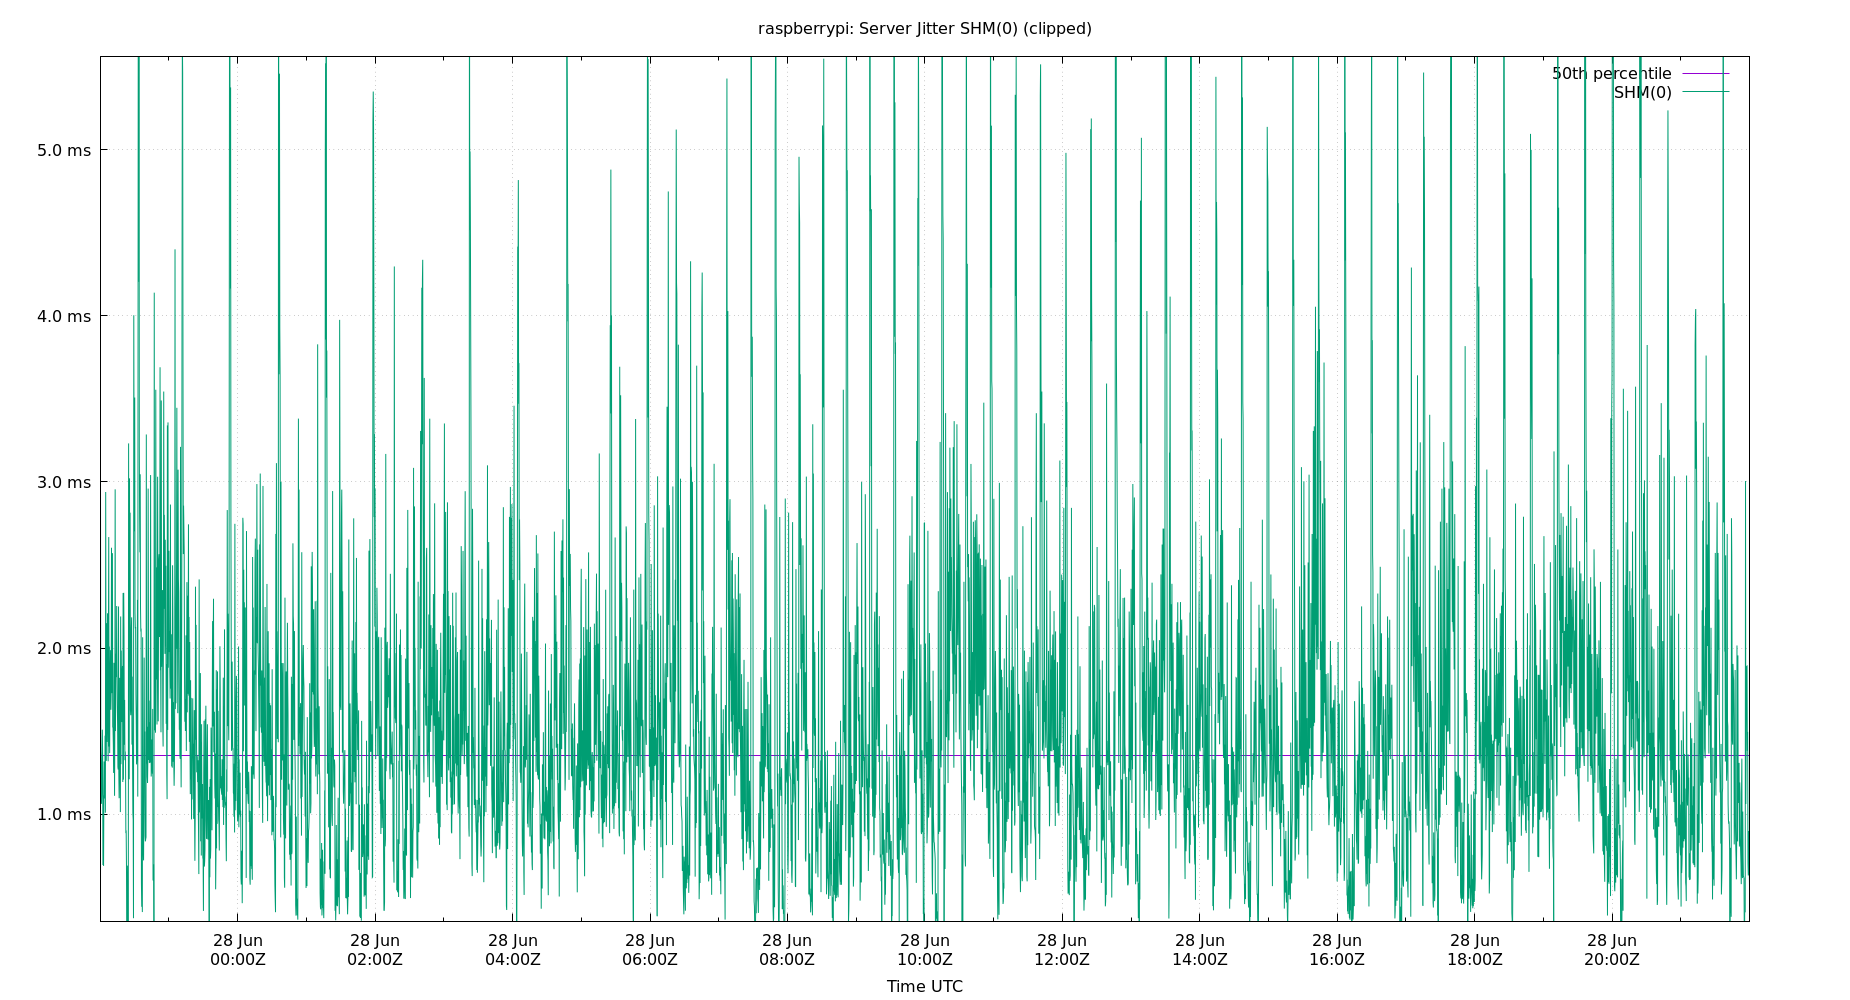 raspberrypi: Server Jitter SHM(0) (clipped)
50th percentile
SHM(0)
5.0 ms
4.0 ms
3.0 ms
2.0 ms
1.0 ms
28 Jun 28 Jun 28 Jun 28 Jun 28 Jun 28 Jun 28 Jun 28 Jun 28 Jun 28 Jun 28 Jun
00:00Z 02:00Z 04:00Z 06:00Z 08:00Z 10:00Z 12:00Z 14:00Z 16:00Z 18:00Z 20:00Z
Time UTC